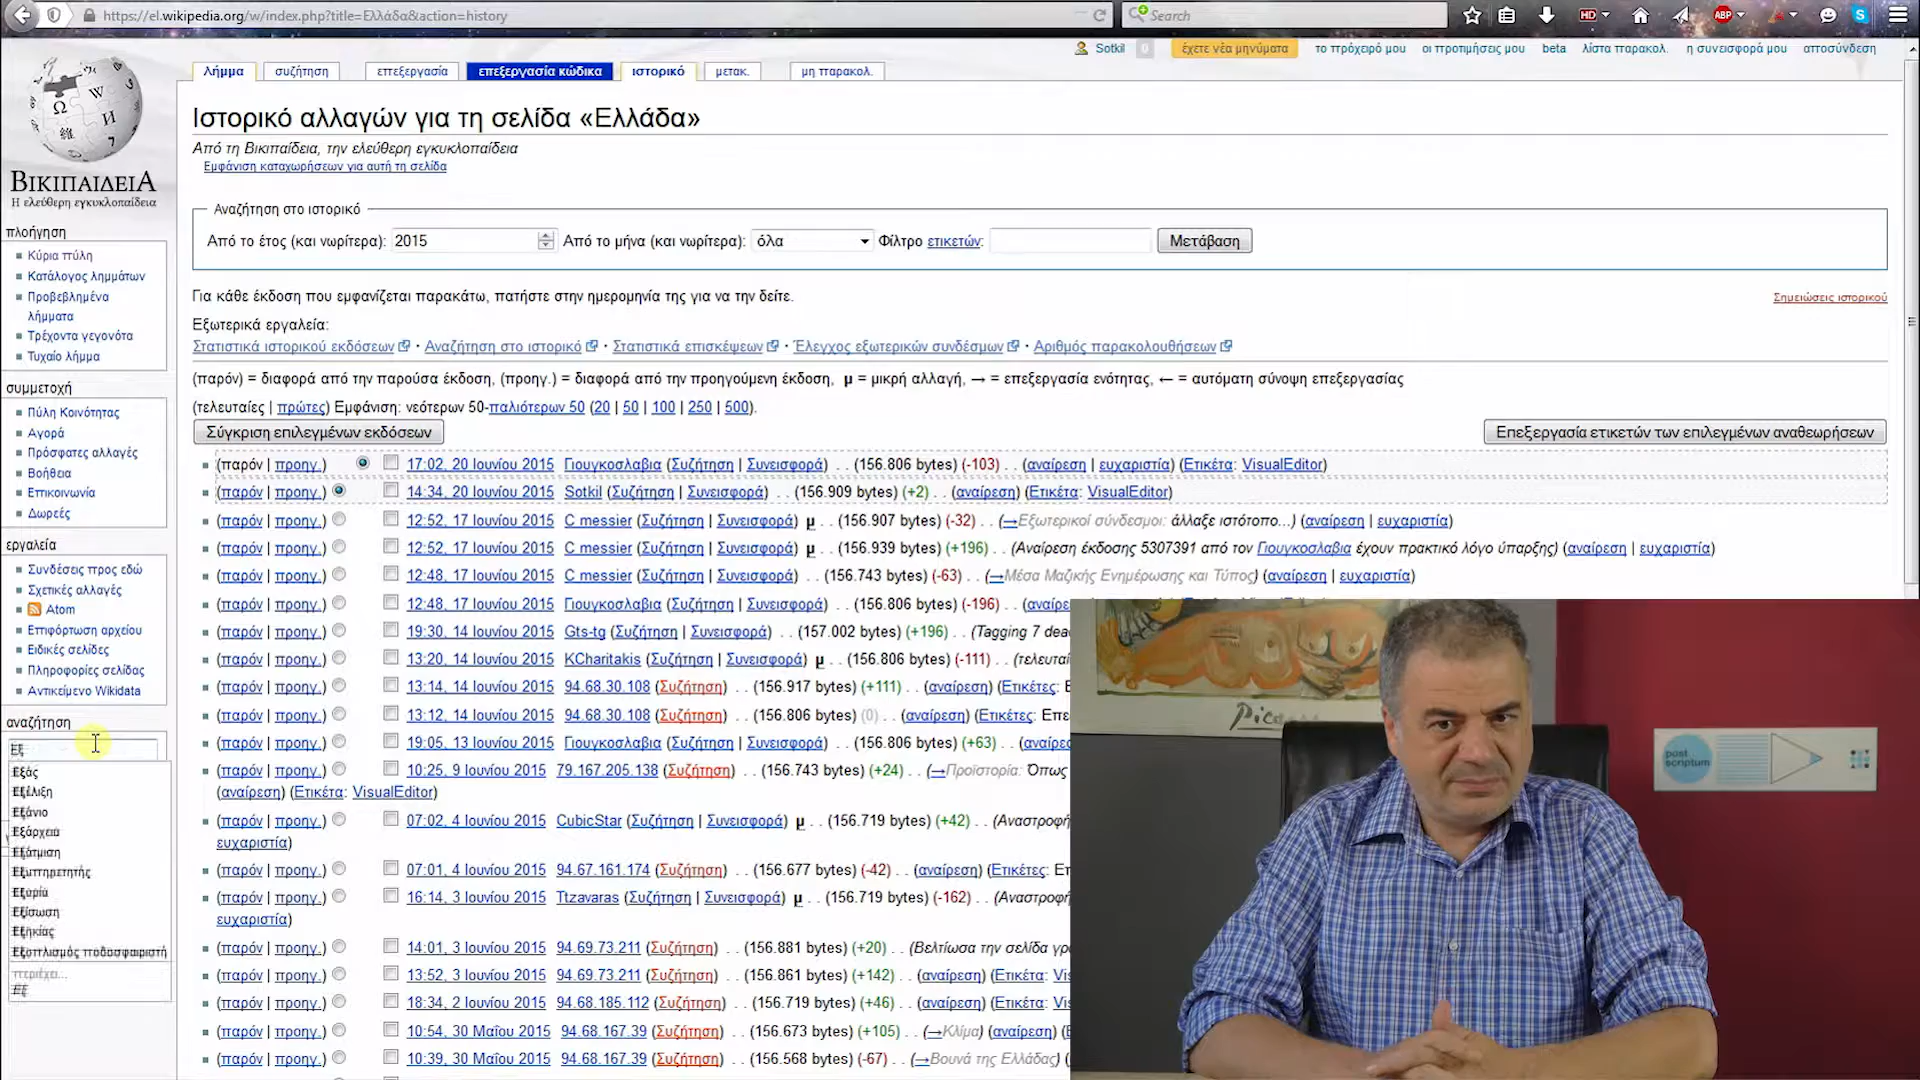 https://el.wikipedia.org/w/index.php?title=Ελλάδα&action=history
Search
HD
ABP
Sotkil 0 έχετε νέα μηνύματα το πρόχειρό μου οι προτιμήσεις μου beta λίστα παρακολ. η συνεισφορά μου αποσύνδεση
Λήμμα συζήτηση επεξεργασία επεξεργασία κώδικα ιστορικό μετακ. μη παρακολ.
ΒΙΚΙΠΑΙΔΕΙΑ
Η ελεύθερη εγκυκλοπαίδεια
πλοήγηση
Κύρια πύλη
Κατάλογος λημμάτων
Προβεβλημένα
λήμματα
Τρέχοντα γεγονότα
Τυχαίο λήμμα
συμμετοχή
Πύλη Κοινότητας
Αγορά
Πρόσφατες αλλαγές
Βοήθεια
Επικοινωνία
Δωρεές
εργαλεία
Συνδέσεις προς εδώ
Σχετικές αλλαγές
Atom
Επιφόρτωση αρχείου
Ειδικές σελίδες
Πληροφορίες σελίδας
Αντικείμενο Wikidata
αναζήτηση
Εξ
Εξάς
Εξέλιξη
Εξάνιο
Εξάρχεια
Εξάτμιση
Εξυπηρετητής
Εξυρία
Εξίσωση
Εξηκίας
Εξοπλισμός ποδοσφαιριστή
περιέχει...
Ιστορικό αλλαγών για τη σελίδα «Ελλάδα»
Από τη Βικιπαίδεια, την ελεύθερη εγκυκλοπαίδεια
Εμφάνιση καταχωρήσεων για αυτή τη σελίδα
Αναζήτηση στο ιστορικό
Από το έτος (και νωρίτερα): 2015 Από το μήνα (και νωρίτερα): όλα Φίλτρο ετικετών: Μετάβαση
Για κάθε έκδοση που εμφανίζεται παρακάτω, πατήστε στην ημερομηνία της για να την δείτε. Σημειώσεις ιστορικού
Εξωτερικά εργαλεία:
Στατιστικά ιστορικού εκδόσεων · Αναζήτηση στο ιστορικό · Στατιστικά επισκέψεων · Έλεγχος εξωτερικών συνδέσμων · Αριθμός παρακολουθήσεων
(παρόν) = διαφορά από την παρούσα έκδοση, (προηγ.) = διαφορά από την προηγούμενη έκδοση, μ = μικρή αλλαγή, → = επεξεργασία ενότητας, ← = αυτόματη σύνοψη επεξεργασίας
(τελευταίες | πρώτες) Εμφάνιση: νεότερων 50-παλιότερων 50 (20 | 50 | 100 | 250 | 500).
Σύγκριση επιλεγμένων εκδόσεων Επεξεργασία ετικετών των επιλεγμένων αναθεωρήσεων
(παρόν | προηγ.) 17:02, 20 Ιουνίου 2015 Γιουγκοσλαβια (Συζήτηση | Συνεισφορά) . . (156.806 bytes) (-103) . . (αναίρεση | ευχαριστία) (Ετικέτα: VisualEditor)
(παρόν | προηγ.) 14:34, 20 Ιουνίου 2015 Sotkil (Συζήτηση | Συνεισφορά) . . (156.909 bytes) (+2) . . (αναίρεση) (Ετικέτα: VisualEditor)
(παρόν | προηγ.) 12:52, 17 Ιουνίου 2015 C messier (Συζήτηση | Συνεισφορά) μ . . (156.907 bytes) (-32) . . (→Εξωτερικοί σύνδεσμοι: άλλαξε ιστότοπο...) (αναίρεση | ευχαριστία)
(παρόν | προηγ.) 12:52, 17 Ιουνίου 2015 C messier (Συζήτηση | Συνεισφορά) μ . . (156.939 bytes) (+196) . . (Αναίρεση έκδοσης 5307391 από τον Γιουγκοσλαβια έχουν πρακτικό λόγο ύπαρξης) (αναίρεση | ευχαριστία)
(παρόν | προηγ.) 12:48, 17 Ιουνίου 2015 C messier (Συζήτηση | Συνεισφορά) μ . . (156.743 bytes) (-63) . . (→Μέσα Μαζικής Ενημέρωσης και Τύπος) (αναίρεση | ευχαριστία)
(παρόν | προηγ.) 12:48, 17 Ιουνίου 2015 Γιουγκοσλαβια (Συζήτηση | Συνεισφορά) . . (156.806 bytes) (-196) . . (αναίρε
(παρόν | προηγ.) 19:30, 14 Ιουνίου 2015 Gts-tg (Συζήτηση | Συνεισφορά) . . (157.002 bytes) (+196) . . (Tagging 7 dea
(παρόν | προηγ.) 13:20, 14 Ιουνίου 2015 KCharitakis (Συζήτηση | Συνεισφορά) μ . . (156.806 bytes) (-111) . . (τελευταί
(παρόν | προηγ.) 13:14, 14 Ιουνίου 2015 94.68.30.108 (Συζήτηση) . . (156.917 bytes) (+111) . . (αναίρεση) (Ετικέτες: Ε
(παρόν | προηγ.) 13:12, 14 Ιουνίου 2015 94.68.30.108 (Συζήτηση) . . (156.806 bytes) (0) . . (αναίρεση) (Ετικέτες: Επε
(παρόν | προηγ.) 19:05, 13 Ιουνίου 2015 Γιουγκοσλαβια (Συζήτηση | Συνεισφορά) . . (156.806 bytes) (+63) . . (αναίρεσ
(παρόν | προηγ.) 10:25, 9 Ιουνίου 2015 79.167.205.138 (Συζήτηση) . . (156.743 bytes) (+24) . . (→Προϊστορία: Όπως
(αναίρεση) (Ετικέτα: VisualEditor)
(παρόν | προηγ.) 07:02, 4 Ιουνίου 2015 CubicStar (Συζήτηση | Συνεισφορά) μ . . (156.719 bytes) (+42) . . (Αναστροφή
ευχαριστία)
(παρόν | προηγ.) 07:01, 4 Ιουνίου 2015 94.67.161.174 (Συζήτηση) . . (156.677 bytes) (-42) . . (αναίρεση) (Ετικέτες: Ετ
(παρόν | προηγ.) 16:14, 3 Ιουνίου 2015 Ttzavaras (Συζήτηση | Συνεισφορά) μ . . (156.719 bytes) (-162) . . (Αναστροφή
ευχαριστία)
(παρόν | προηγ.) 14:01, 3 Ιουνίου 2015 94.69.73.211 (Συζήτηση) . . (156.881 bytes) (+20) . . (Βελτίωσα την σελίδα γρ
(παρόν | προηγ.) 13:52, 3 Ιουνίου 2015 94.69.73.211 (Συζήτηση) . . (156.861 bytes) (+142) . . (αναίρεση) (Ετικέτα: Vi
(παρόν | προηγ.) 18:34, 2 Ιουνίου 2015 94.68.185.112 (Συζήτηση) . . (156.719 bytes) (+46) . . (αναίρεση) (Ετικέτα: Vi
(παρόν | προηγ.) 10:54, 30 Μαΐου 2015 94.68.167.39 (Συζήτηση) . . (156.673 bytes) (+105) . . (→Κλίμα) (αναίρεση) (Ε
(παρόν | προηγ.) 10:39, 30 Μαΐου 2015 94.68.167.39 (Συζήτηση) . . (156.568 bytes) (-67) . . (→Βουνά της Ελλάδας) (
Picasso
post
scriptum